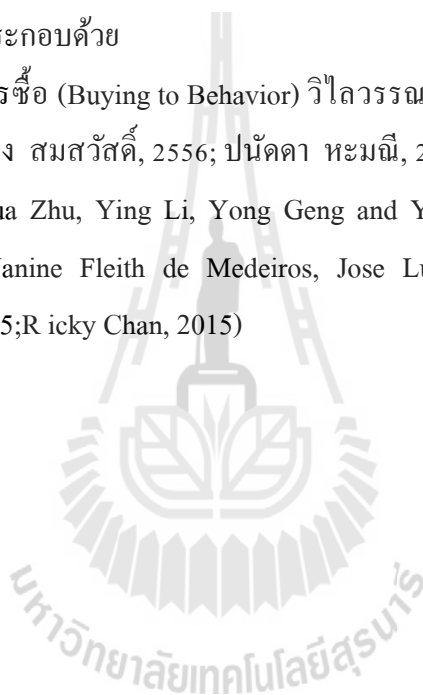 ระกอบด้วย
รซื้อ (Buying to Behavior) วิไลวรรณ
ง สมสวัสดิ์, 2556; ปนัดดา หะมณี, 2
ua Zhu, Ying Li, Yong Geng and Y
anine Fleith de Medeiros, Jose Lu
5;R icky Chan, 2015)
มหาวิทยาลัยเทคโนโลยีสุรนารี